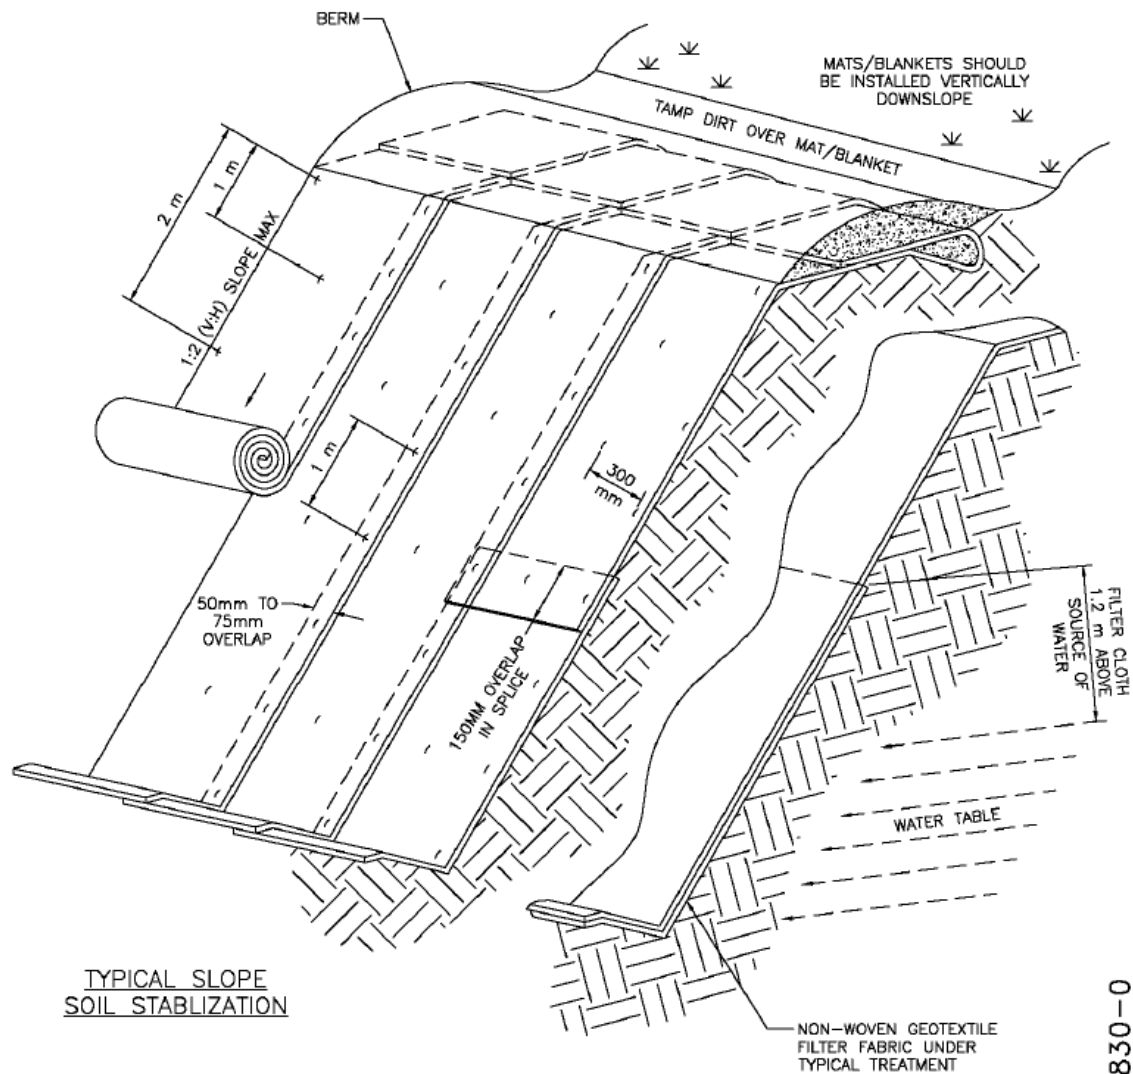 BERM
MATS/BLANKETS SHOULD
BE INSTALLED VERTICALLY
DOWNSLOPE
TAMP DIRT OVER MAT/BLANKET
2 m
1 m
1:2 (V:H) SLOPE MAX
1 m
300
mm
50mm TO
75mm
OVERLAP
150MM OVERLAP
IN SPLICE
FILTER CLOTH
1.2 m ABOVE
SOURCE OF
WATER
WATER TABLE
TYPICAL SLOPE
SOIL STABLIZATION
NON-WOVEN GEOTEXTILE
FILTER FABRIC UNDER
TYPICAL TREATMENT
830-0